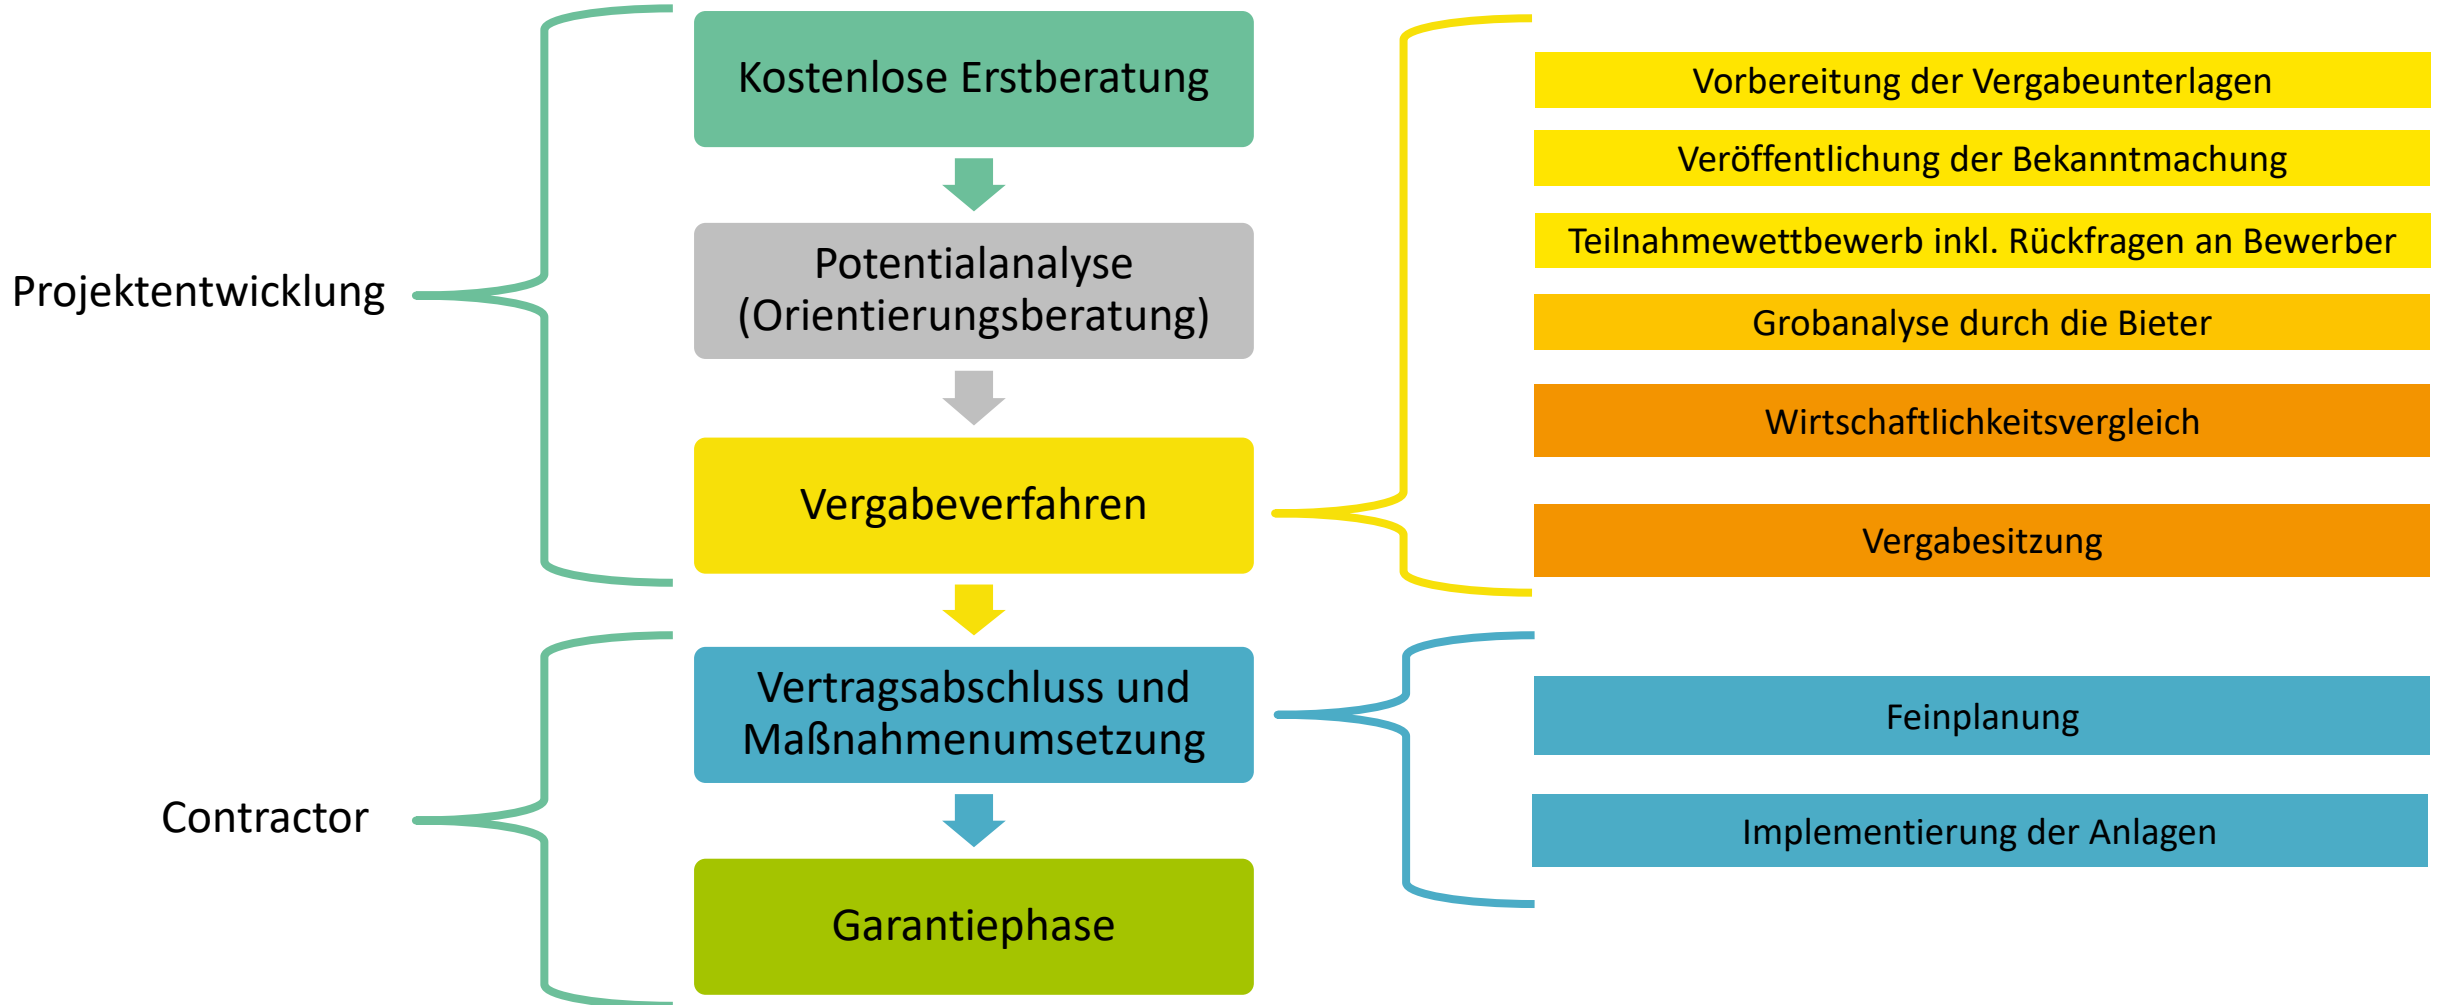 Projektentwicklung
Kostenlose Erstberatung
Potentialanalyse
(Orientierungsberatung)
Vergabeverfahren
Vorbereitung der Vergabeunterlagen
Veröffentlichung der Bekanntmachung
Teilnahmewettbewerb inkl. Rückfragen an Bewerber
Grobanalyse durch die Bieter
Wirtschaftlichkeitsvergleich
Vergabesitzung
Contractor
Vertragsabschluss und
Maßnahmenumsetzung
Garantiephase
Feinplanung
Implementierung der Anlagen